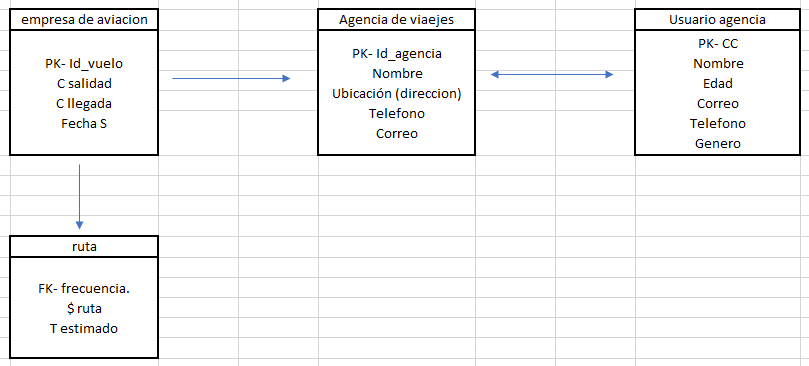 empresa de aviacion
PK- Id_vuelo
C salidad
C llegada
Fecha S
Agencia de viaejes
PK- Id_agencia
Nombre
Ubicación (direccion)
Telefono
Correo
Usuario agencia
PK- CC
Nombre
Edad
Correo
Telefono
Genero
ruta
FK- frecuencia.
$ ruta
T estimado